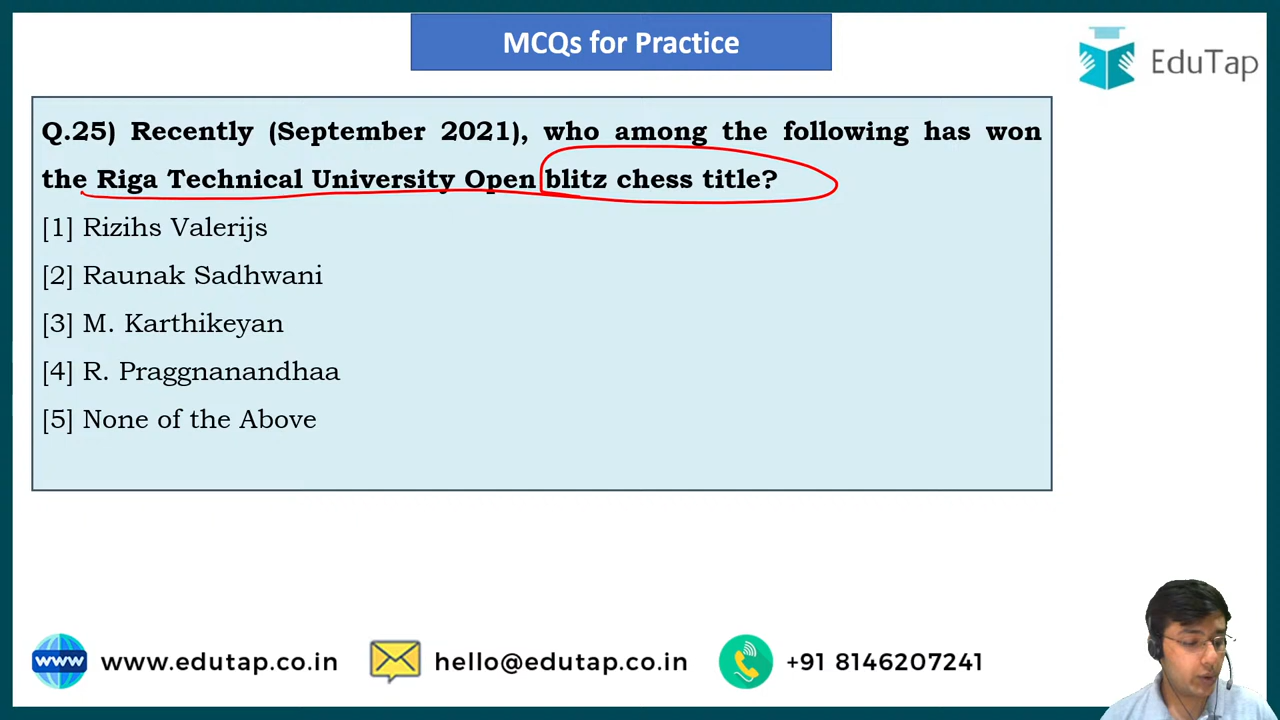 MCQs for Practice
EduTap
Q.25) Recently (September 2021), who among the following has won
the Riga Technical University Open blitz chess title?
[1] Rizihs Valerijs
[2] Raunak Sadhwani
[3] M. Karthikeyan
[4] R. Praggnanandhaa
[5] None of the Above
www www.edutap.co.in hello@edutap.co.in +91 8146207241